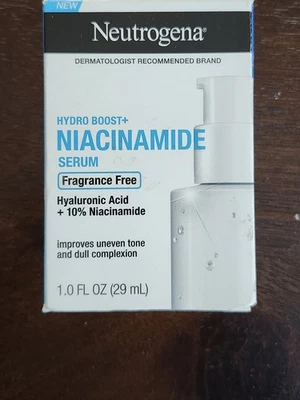 NEW
Neutrogena®
DERMATOLOGIST RECOMMENDED BRAND
HYDRO BOOST+
NIACINAMIDE
SERUM
Fragrance Free
Hyaluronic Acid
+ 10% Niacinamide
improves uneven tone
and dull complexion
1.0 FL OZ (29 mL)